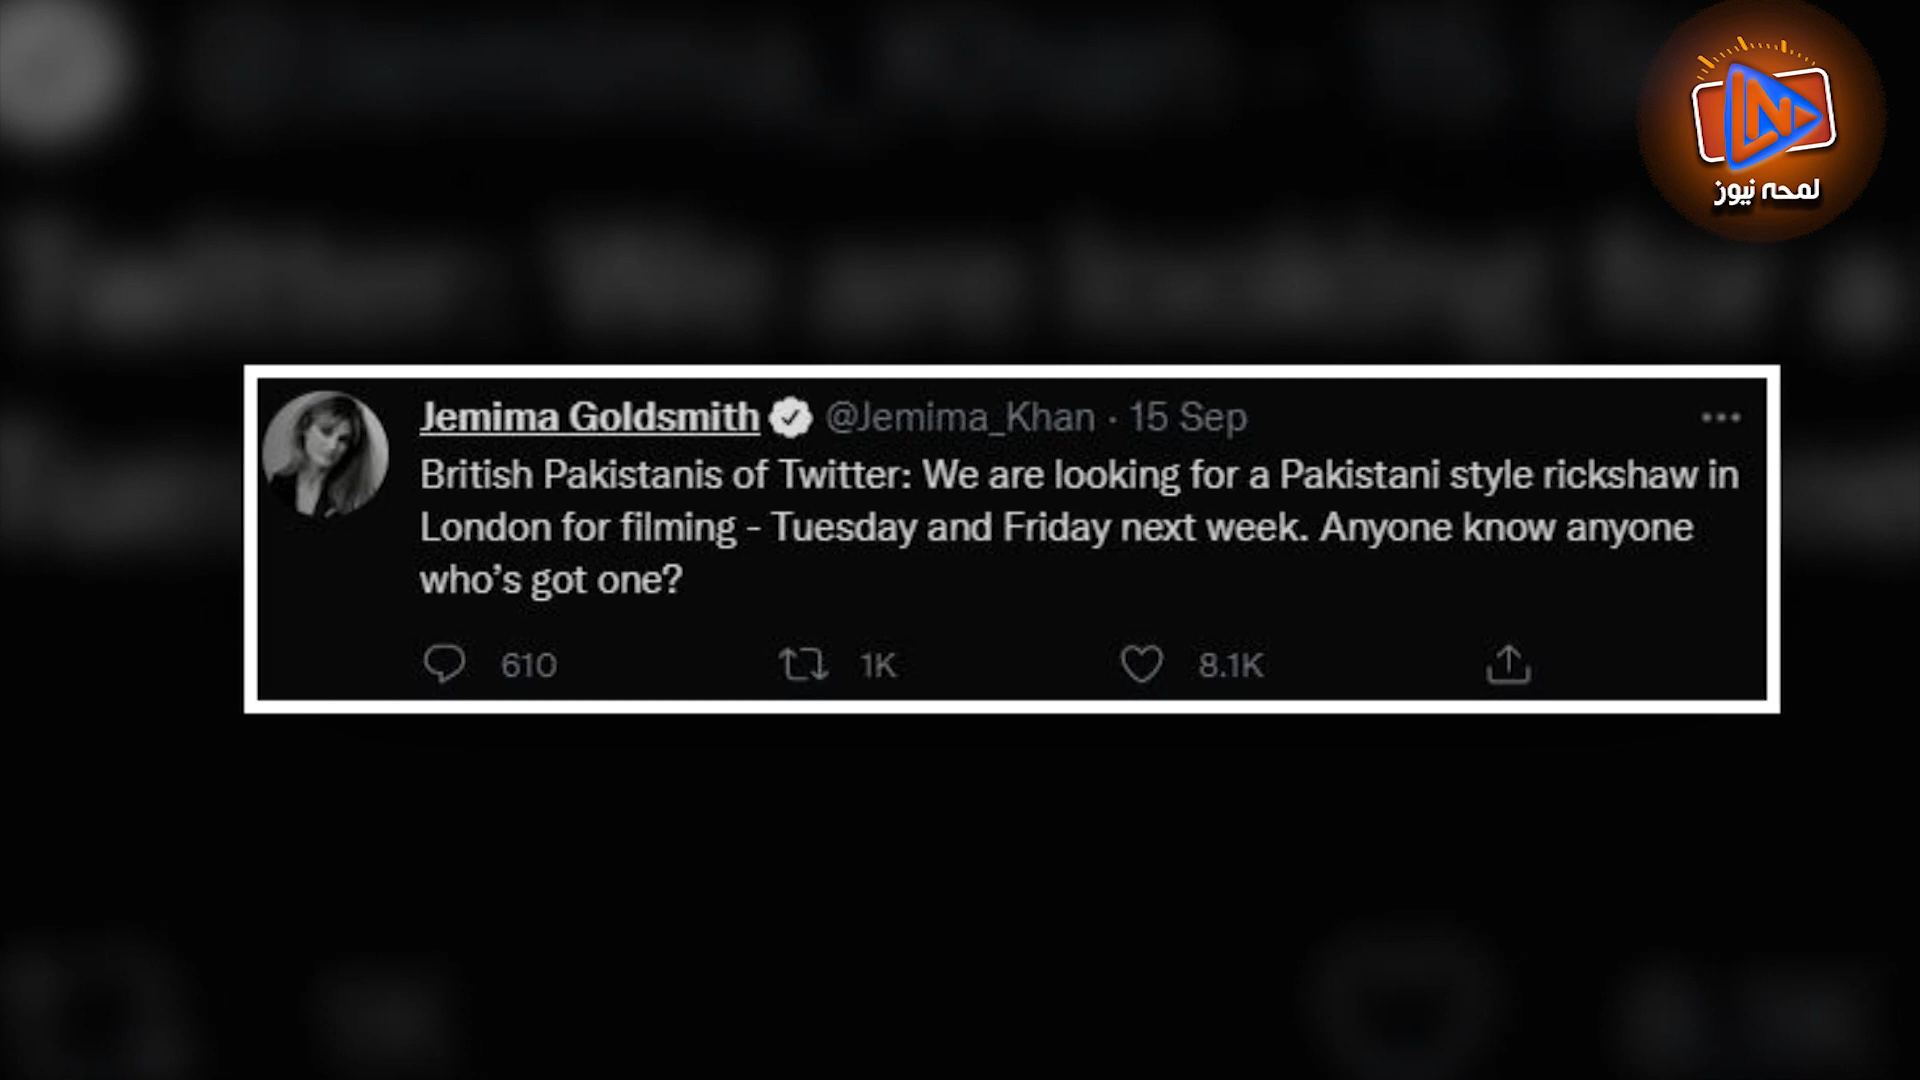 لمحہ نیوز
Jemima Goldsmith @Jemima_Khan · 15 Sep
British Pakistanis of Twitter: We are looking for a Pakistani style rickshaw in
London for filming - Tuesday and Friday next week. Anyone know anyone
who’s got one?
610 1K 8.1K